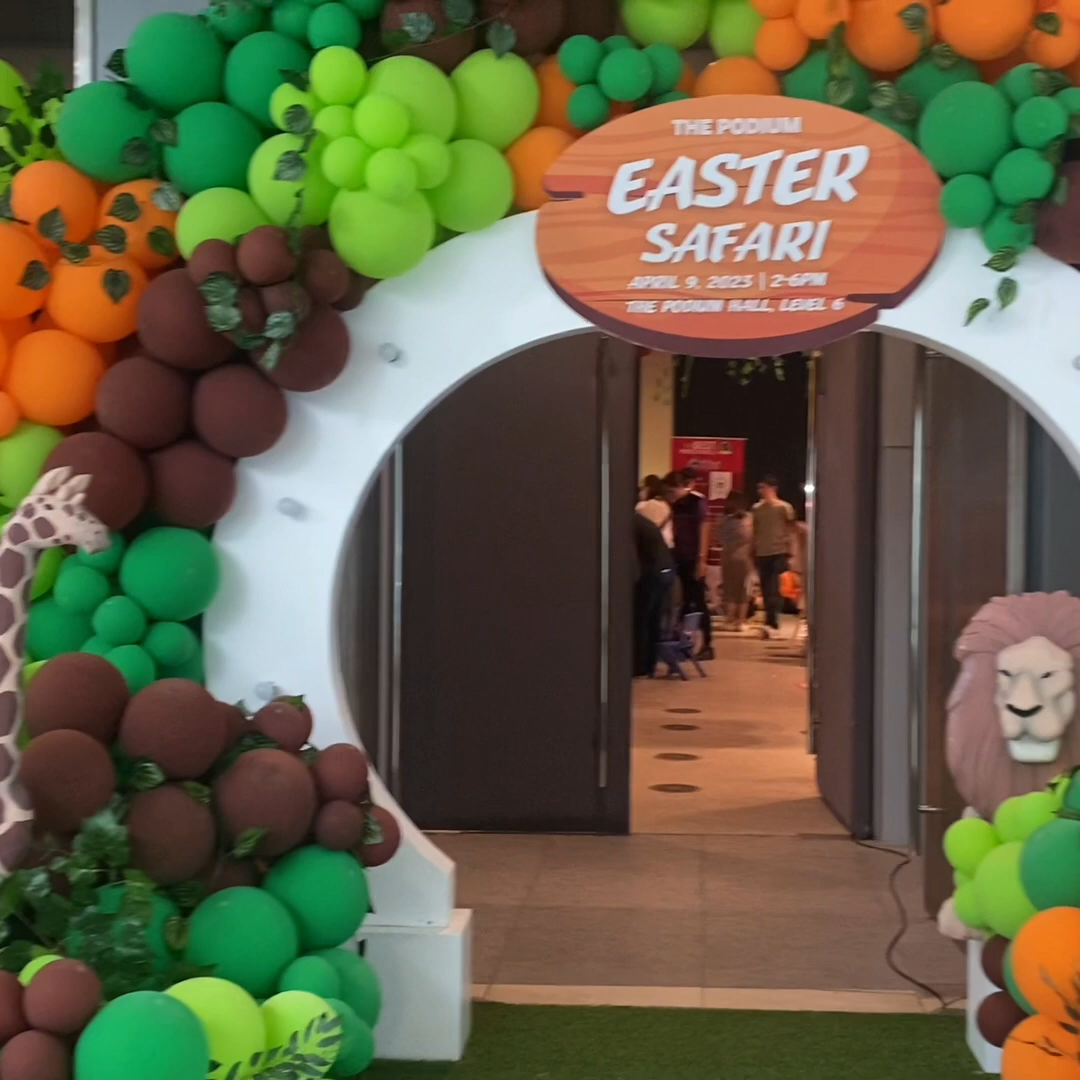 THE PODIUM
EASTER
SAFARI
APRIL 9, 2023 | 2-6PM
THE PODIUM HALL, LEVEL 6